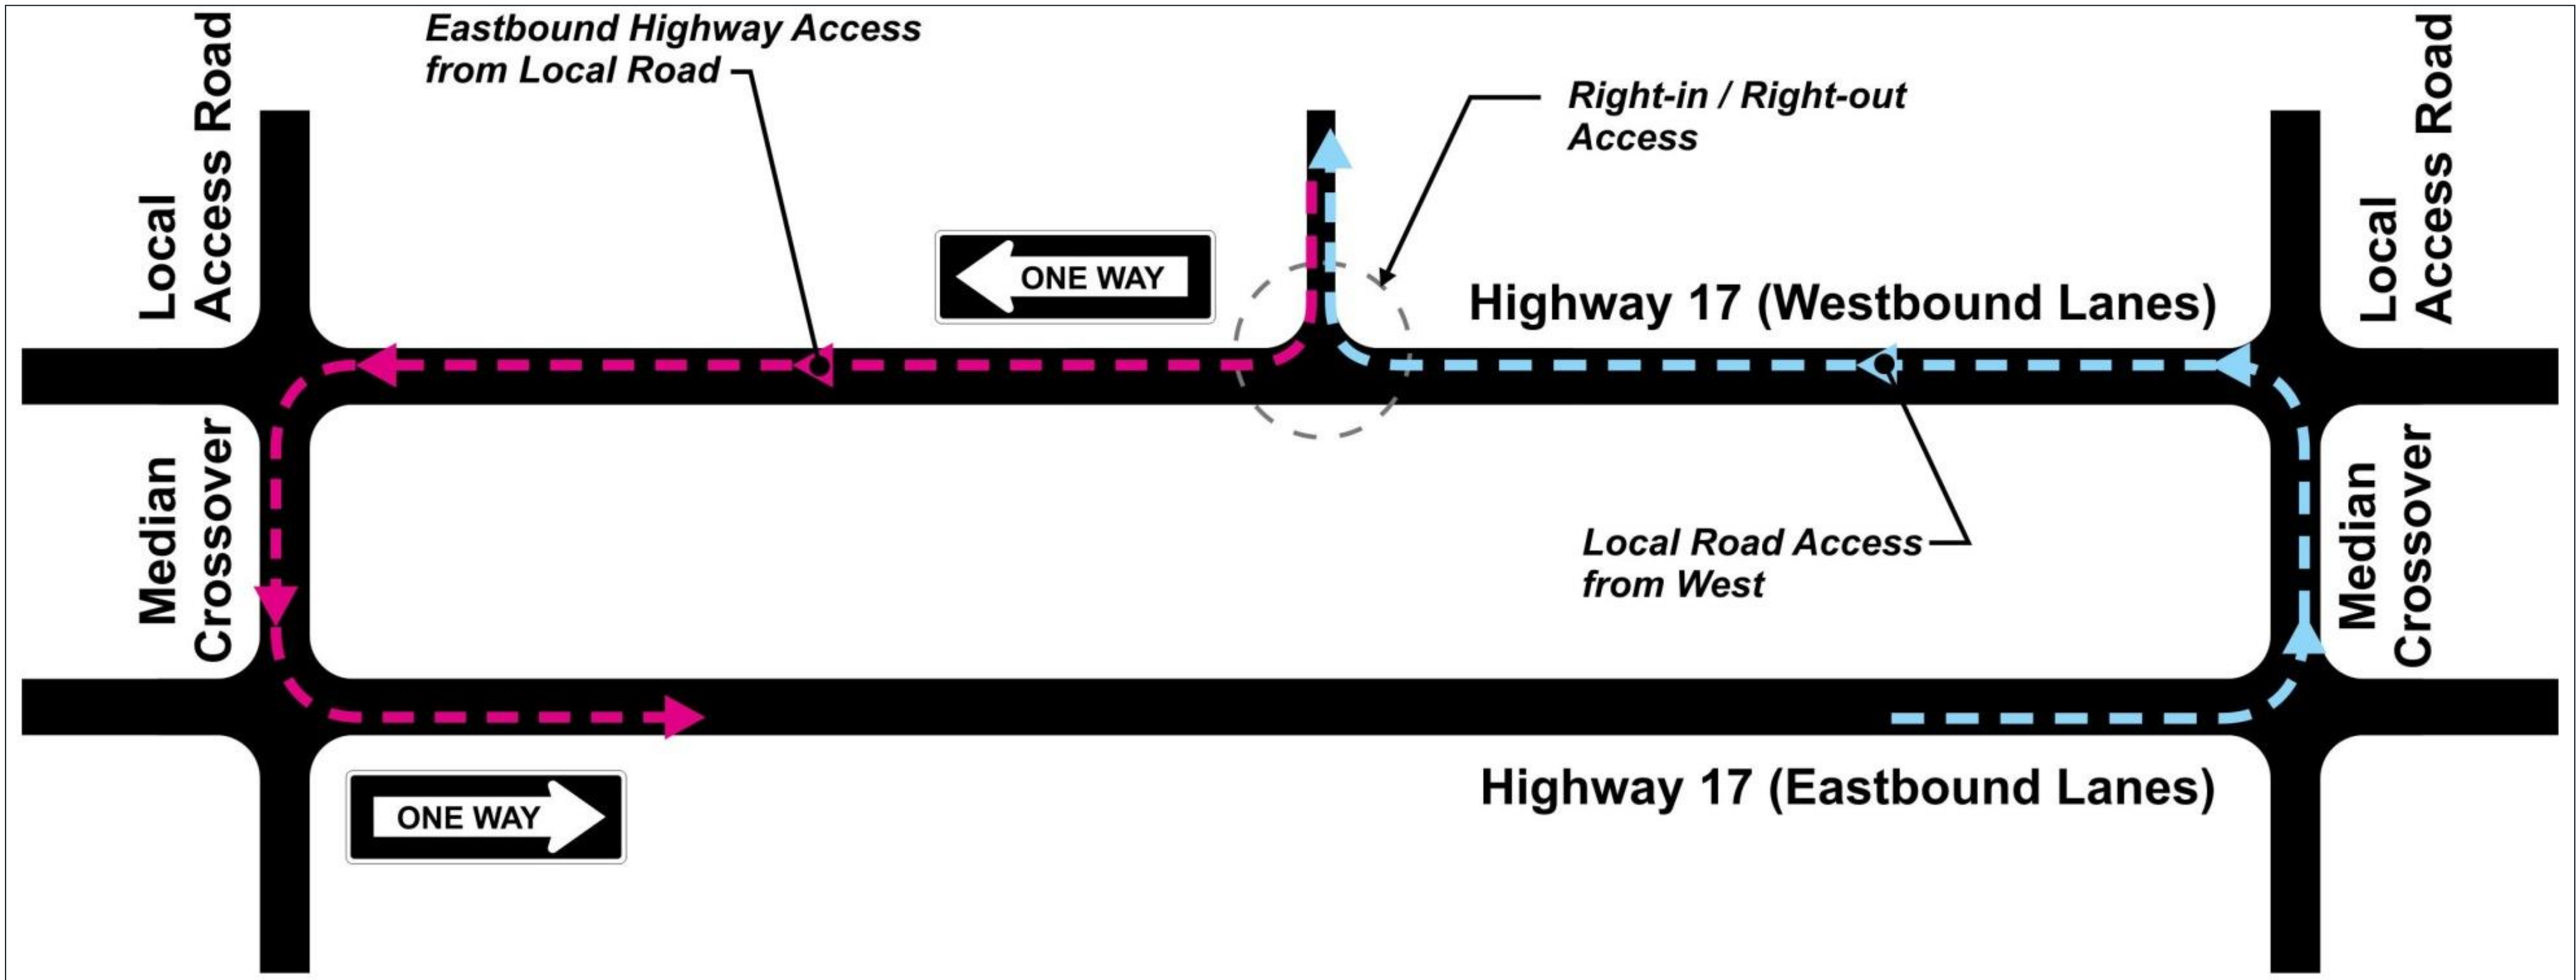 Eastbound Highway Access
from Local Road
Right-in / Right-out
Access
Local
Access Road
Local
Access Road
ONE WAY
Highway 17 (Westbound Lanes)
Median
Crossover
Local Road Access
from West
Median
Crossover
ONE WAY
Highway 17 (Eastbound Lanes)